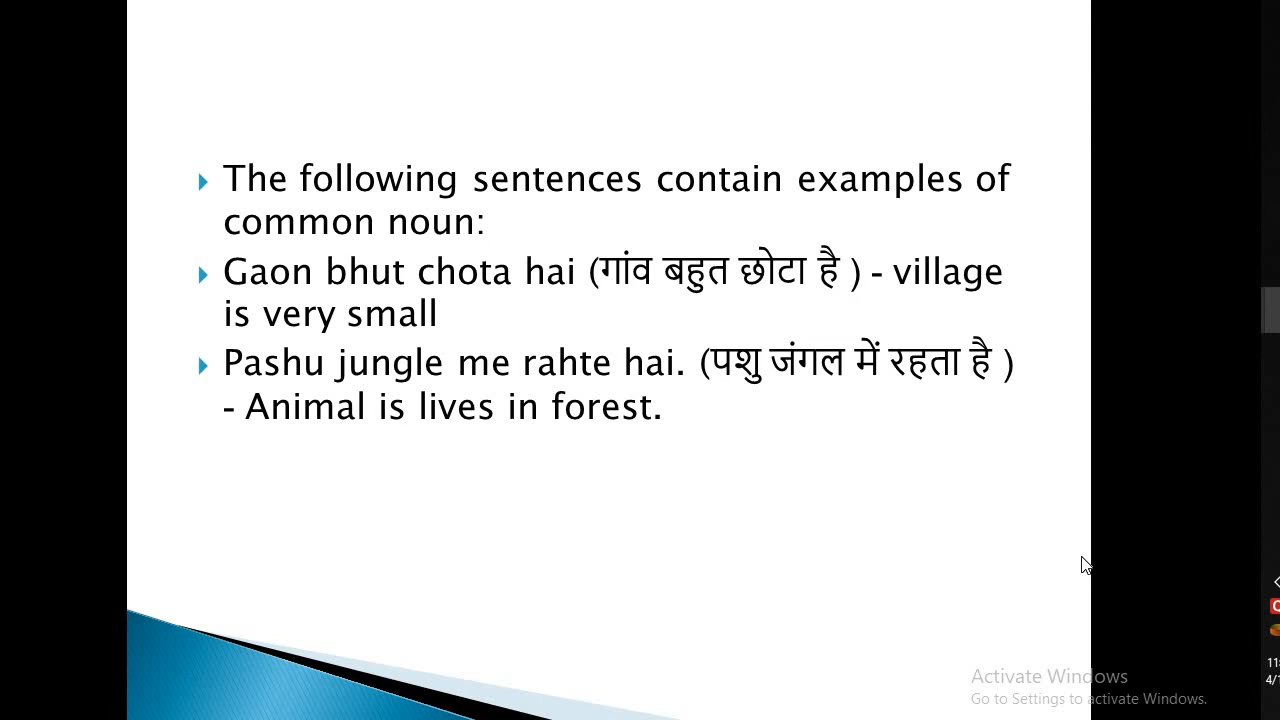 The following sentences contain examples of
common noun:
Gaon bhut chota hai (गांव बहुत छोटा है ) - village
is very small
Pashu jungle me rahte hai. (पशु जंगल में रहता है )
- Animal is lives in forest.
Activate Windows
Go to Settings to activate Windows.